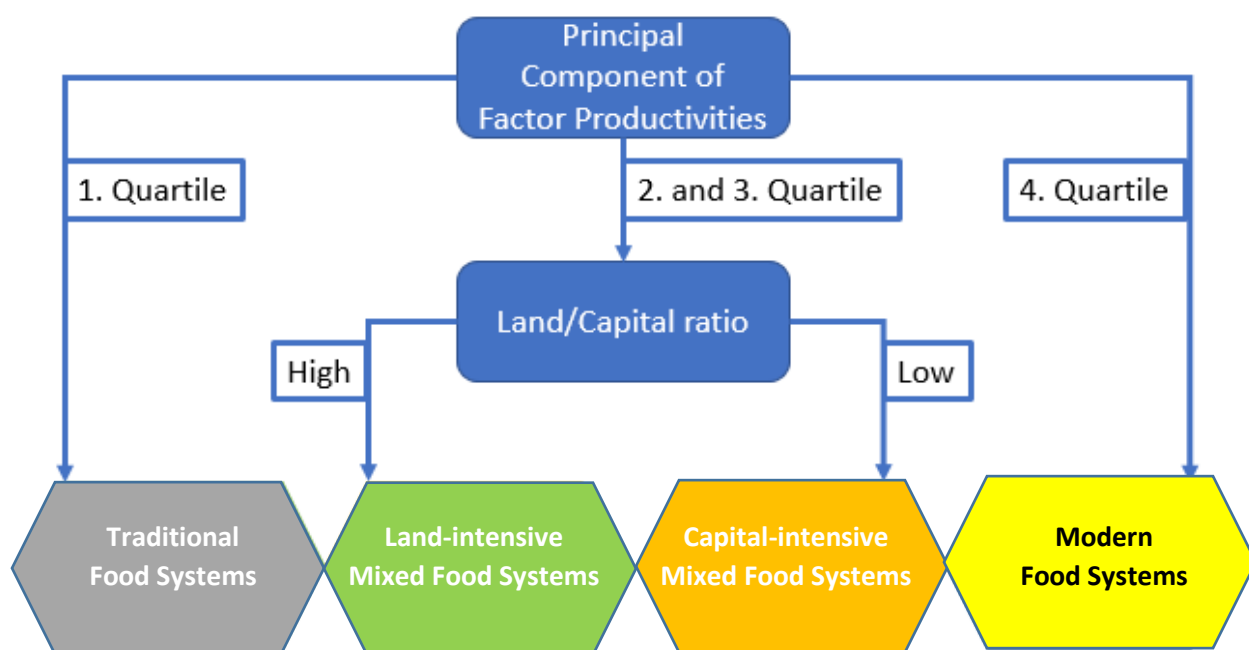 Principal
Component of
Factor Productivities
1. Quartile
2. and 3. Quartile
4. Quartile
Land/Capital ratio
High
Low
Traditional
Food Systems
Land-intensive
Mixed Food Systems
Capital-intensive
Mixed Food Systems
Modern
Food Systems